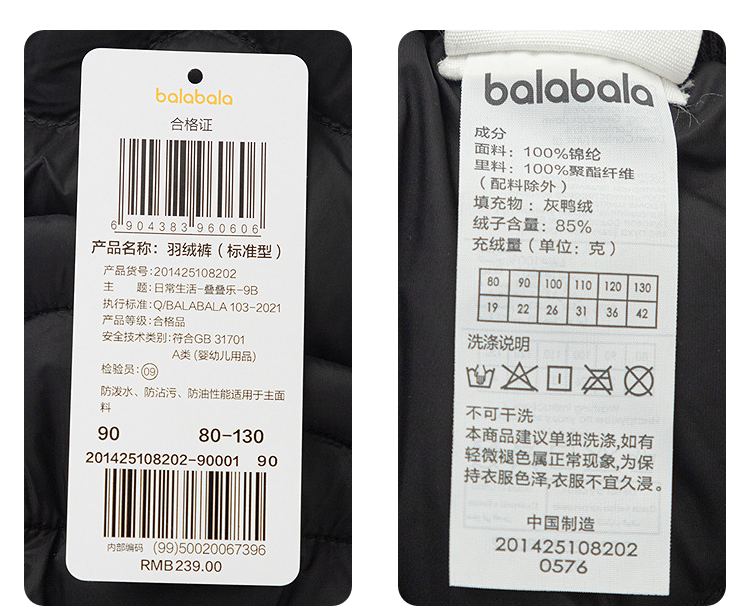 balabala
合格证
6904383960606
产品名称：羽绒裤（标准型）
产品货号：201425108202
主　　题：日常生活-叠叠乐-9B
执行标准：Q/BALABALA 103-2021
产品等级：合格品
安全技术类别：符合GB 31701
A类（婴幼儿用品）
检验员：09
防泼水、防沾污、防油性能适用于主面
料
90 80-130
201425108202-90001 90
内部编码 (99)50020067396
RMB239.00
balabala
成分
面料：100%锦纶
里料：100%聚酯纤维
（配料除外）
填充物：灰鸭绒
绒子含量：85%
充绒量（单位：克）
80 90 100 110 120 130
19 22 26 31 36 42
洗涤说明
不可干洗
本商品建议单独洗涤,如有
轻微褪色属正常现象,为保
持衣服色泽,衣服不宜久浸。
中国制造
201425108202
0576